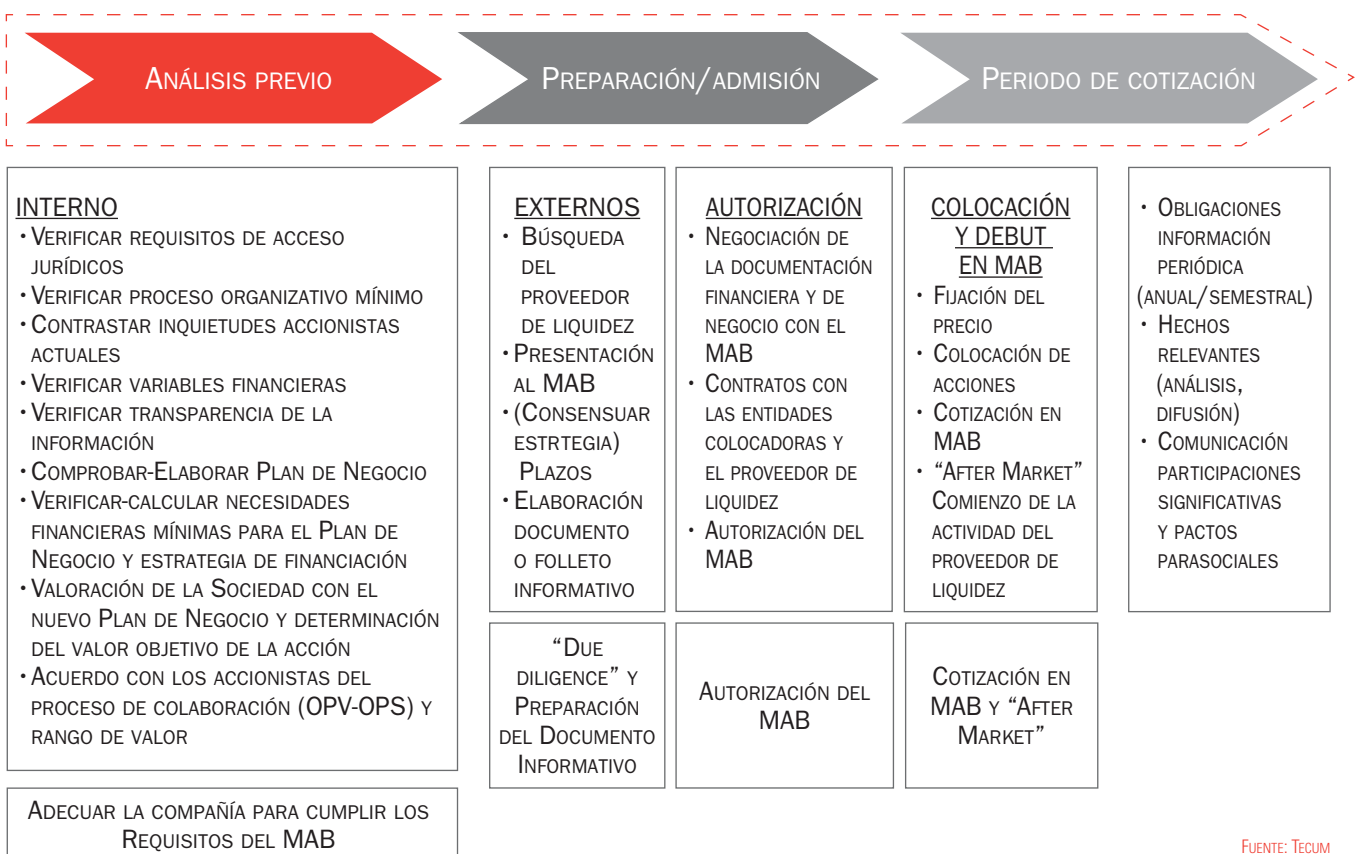 Análisis previo
Preparación/admisión
Periodo de cotización
INTERNO
· Verificar requisitos de acceso
jurídicos
· Verificar proceso organizativo mínimo
· Contrastar inquietudes accionistas
actuales
· Verificar variables financieras
· Verificar transparencia de la
información
· Comprobar-Elaborar Plan de Negocio
· Verificar-calcular necesidades
financieras mínimas para el Plan de
Negocio y estrategia de financiación
· Valoración de la Sociedad con el
nuevo Plan de Negocio y determinación
del valor objetivo de la acción
· Acuerdo con los accionistas del
proceso de colaboración (OPV-OPS) y
rango de valor
Adecuar la compañía para cumplir los
Requisitos del MAB
EXTERNOS
· Búsqueda
del
proveedor
de liquidez
· Presentación
al MAB
· (Consensuar
estrtegia)
Plazos
· Elaboración
documento
o folleto
informativo
"Due
diligence" y
Preparación
del Documento
Informativo
AUTORIZACIÓN
· Negociación de
la documentación
financiera y de
negocio con el
MAB
· Contratos con
las entidades
colocadoras y
el proveedor de
liquidez
· Autorización del
MAB
Autorización del
MAB
COLOCACIÓN
Y DEBUT
EN MAB
· Fijación del
precio
· Colocación de
acciones
· Cotización en
MAB
· "After Market"
Comienzo de la
actividad del
proveedor de
liquidez
Cotización en
MAB y "After
Market"
· Obligaciones
información
periódica
(anual/semestral)
· Hechos
relevantes
(análisis,
difusión)
· Comunicación
participaciones
significativas
y pactos
parasociales
Fuente: Tecum